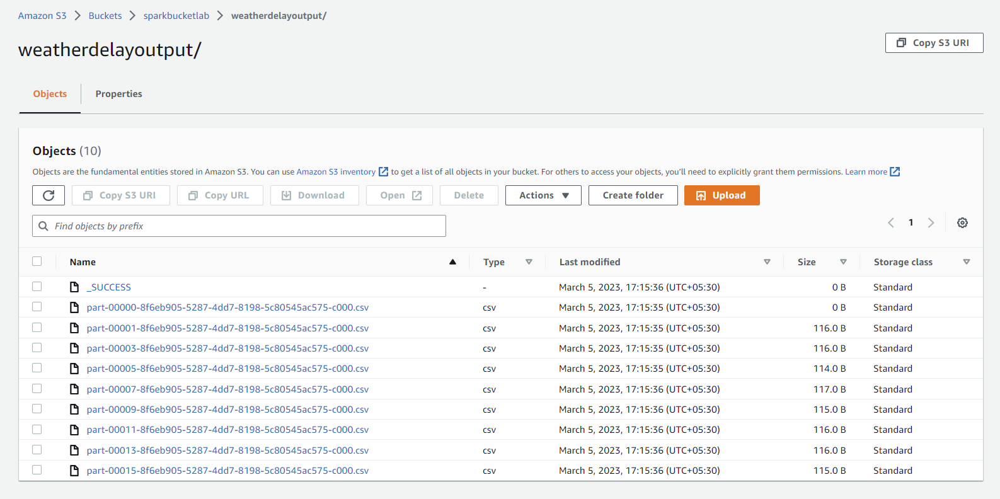 Amazon S3 > Buckets > sparkbucketlab > weatherdelayoutput/
weatherdelayoutput/
Copy S3 URI
Objects Properties
Objects (10)
Objects are the fundamental entities stored in Amazon S3. You can use Amazon S3 inventory to get a list of all objects in your bucket. For others to access your objects, you'll need to explicitly grant them permissions. Learn more
Copy S3 URI Copy URL Download Open Delete Actions Create folder Upload
Find objects by prefix
1
Name Type Last modified Size Storage class
_SUCCESS - March 5, 2023, 17:15:36 (UTC+05:30) 0 B Standard
part-00000-8f6eb905-5287-4dd7-8198-5c80545ac575-c000.csv csv March 5, 2023, 17:15:35 (UTC+05:30) 0 B Standard
part-00001-8f6eb905-5287-4dd7-8198-5c80545ac575-c000.csv csv March 5, 2023, 17:15:35 (UTC+05:30) 116.0 B Standard
part-00003-8f6eb905-5287-4dd7-8198-5c80545ac575-c000.csv csv March 5, 2023, 17:15:35 (UTC+05:30) 116.0 B Standard
part-00005-8f6eb905-5287-4dd7-8198-5c80545ac575-c000.csv csv March 5, 2023, 17:15:35 (UTC+05:30) 114.0 B Standard
part-00007-8f6eb905-5287-4dd7-8198-5c80545ac575-c000.csv csv March 5, 2023, 17:15:36 (UTC+05:30) 117.0 B Standard
part-00009-8f6eb905-5287-4dd7-8198-5c80545ac575-c000.csv csv March 5, 2023, 17:15:36 (UTC+05:30) 115.0 B Standard
part-00011-8f6eb905-5287-4dd7-8198-5c80545ac575-c000.csv csv March 5, 2023, 17:15:36 (UTC+05:30) 116.0 B Standard
part-00013-8f6eb905-5287-4dd7-8198-5c80545ac575-c000.csv csv March 5, 2023, 17:15:36 (UTC+05:30) 116.0 B Standard
part-00015-8f6eb905-5287-4dd7-8198-5c80545ac575-c000.csv csv March 5, 2023, 17:15:36 (UTC+05:30) 115.0 B Standard